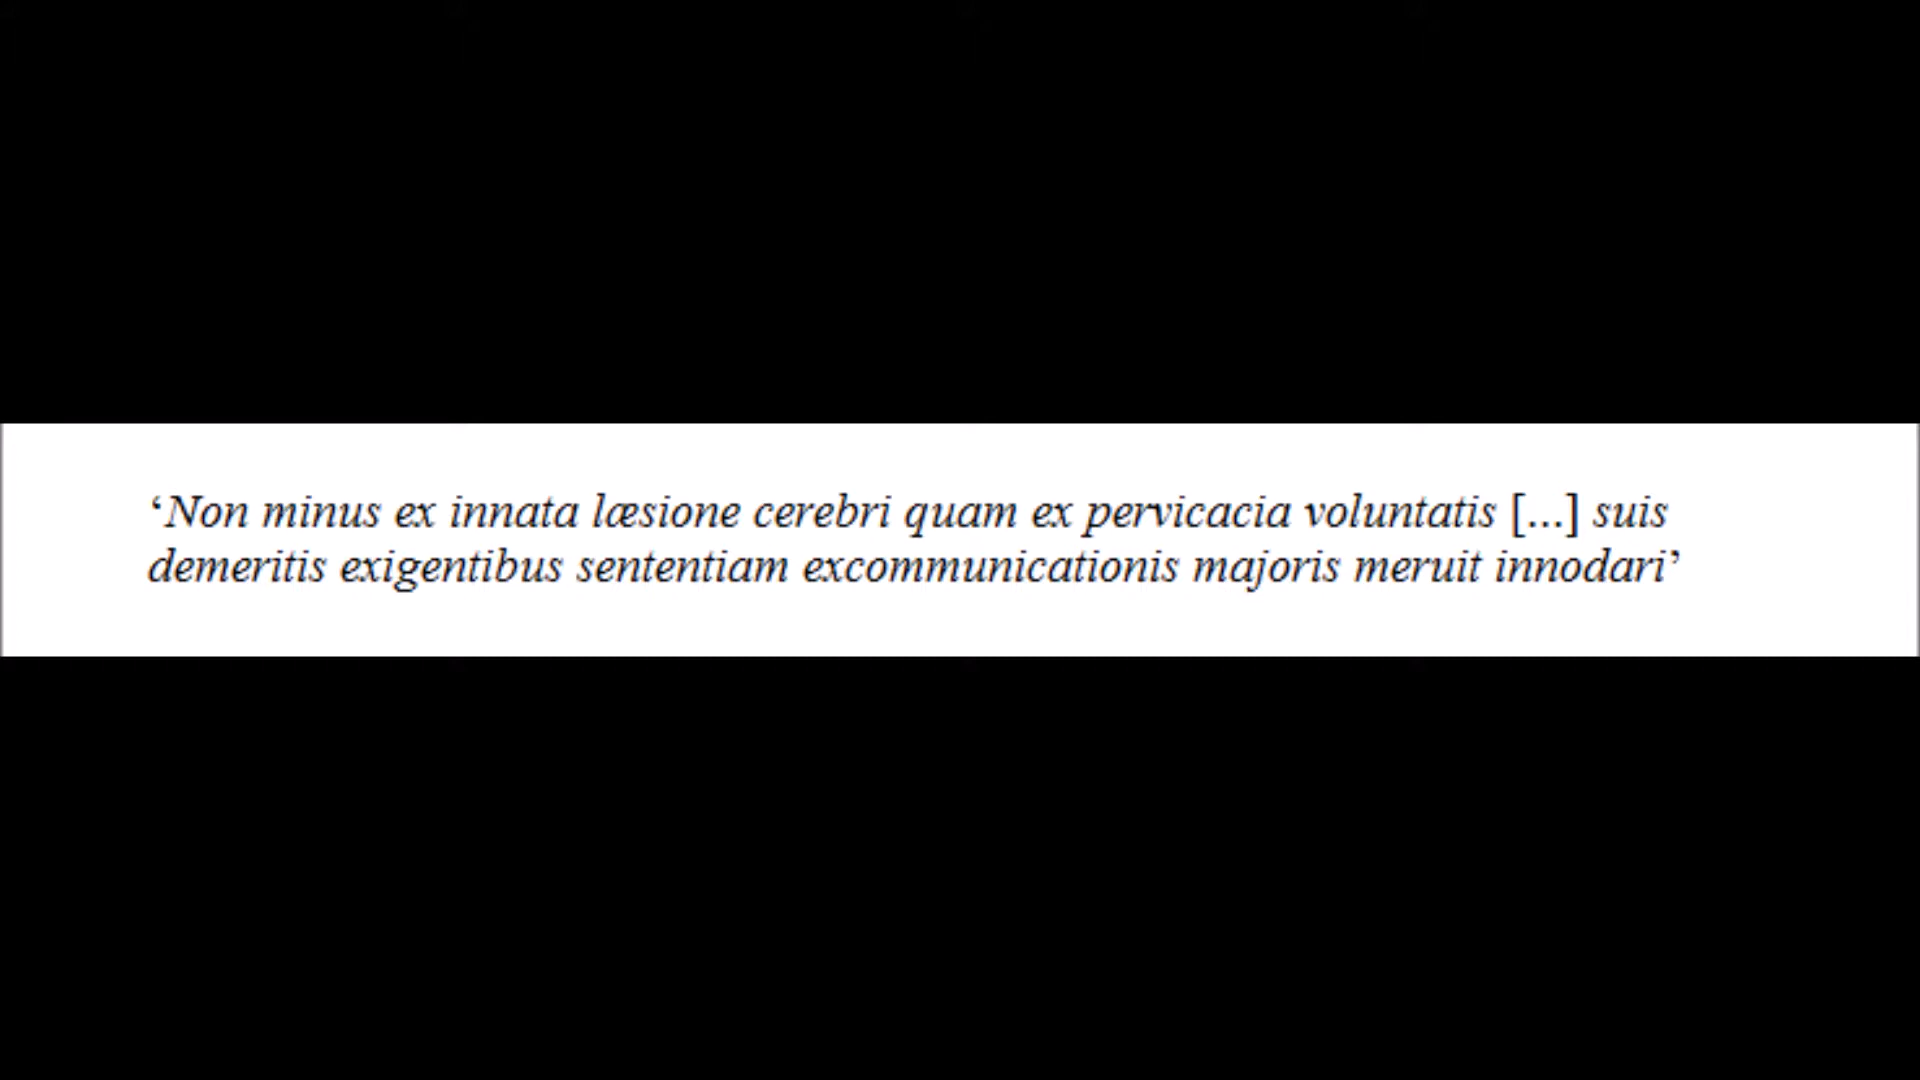 ‘Non minus ex innata læsione cerebri quam ex pervicacia voluntatis [...] suis
demeritis exigentibus sententiam excommunicationis majoris meruit innodari’